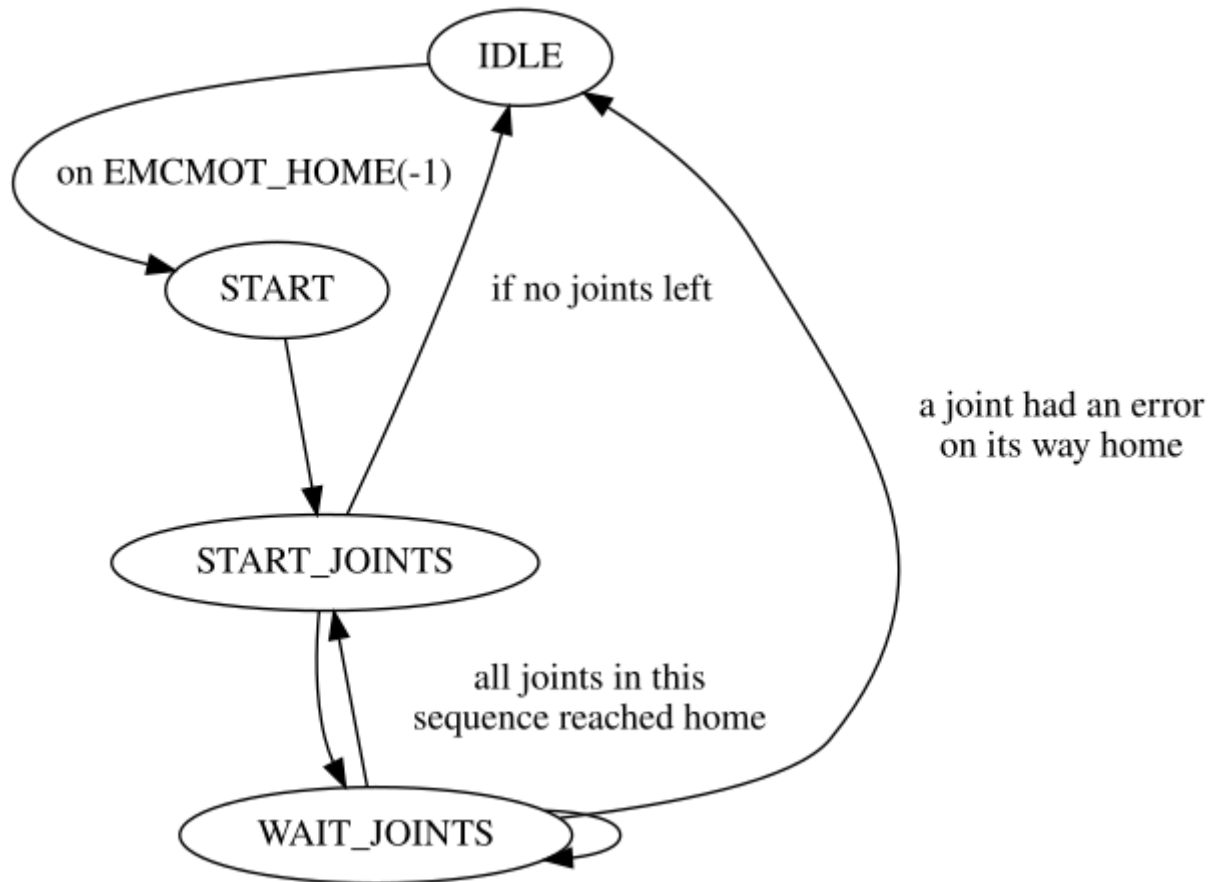 IDLE
on EMCMOT_HOME(-1)
START
if no joints left
a joint had an error
on its way home
START_JOINTS
all joints in this
sequence reached home
WAIT_JOINTS